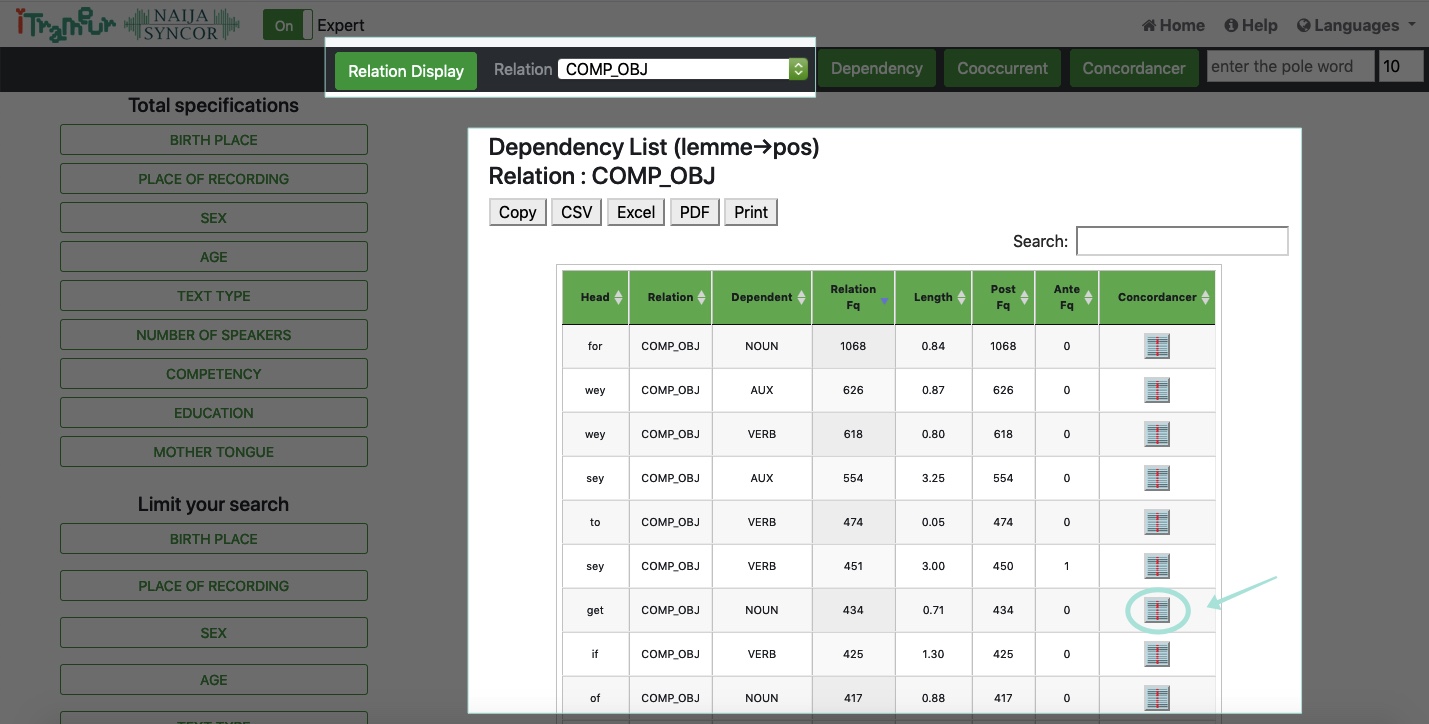 iTrameur NAIJA SYNCOR On Expert Home Help Languages
Relation Display Relation COMP_OBJ Dependency Cooccurrent Concordancer enter the pole word 10
Total specifications
BIRTH PLACE
PLACE OF RECORDING
SEX
AGE
TEXT TYPE
NUMBER OF SPEAKERS
COMPETENCY
EDUCATION
MOTHER TONGUE
Limit your search
BIRTH PLACE
PLACE OF RECORDING
SEX
AGE
TEXT TYPE
Dependency List (lemme→pos)
Relation : COMP_OBJ
Copy CSV Excel PDF Print
Search:
Head Relation Dependent Relation Fq Length Post Fq Ante Fq Concordancer
for COMP_OBJ NOUN 1068 0.84 1068 0
wey COMP_OBJ AUX 626 0.87 626 0
wey COMP_OBJ VERB 618 0.80 618 0
sey COMP_OBJ AUX 554 3.25 554 0
to COMP_OBJ VERB 474 0.05 474 0
sey COMP_OBJ VERB 451 3.00 450 1
get COMP_OBJ NOUN 434 0.71 434 0
if COMP_OBJ VERB 425 1.30 425 0
of COMP_OBJ NOUN 417 0.88 417 0